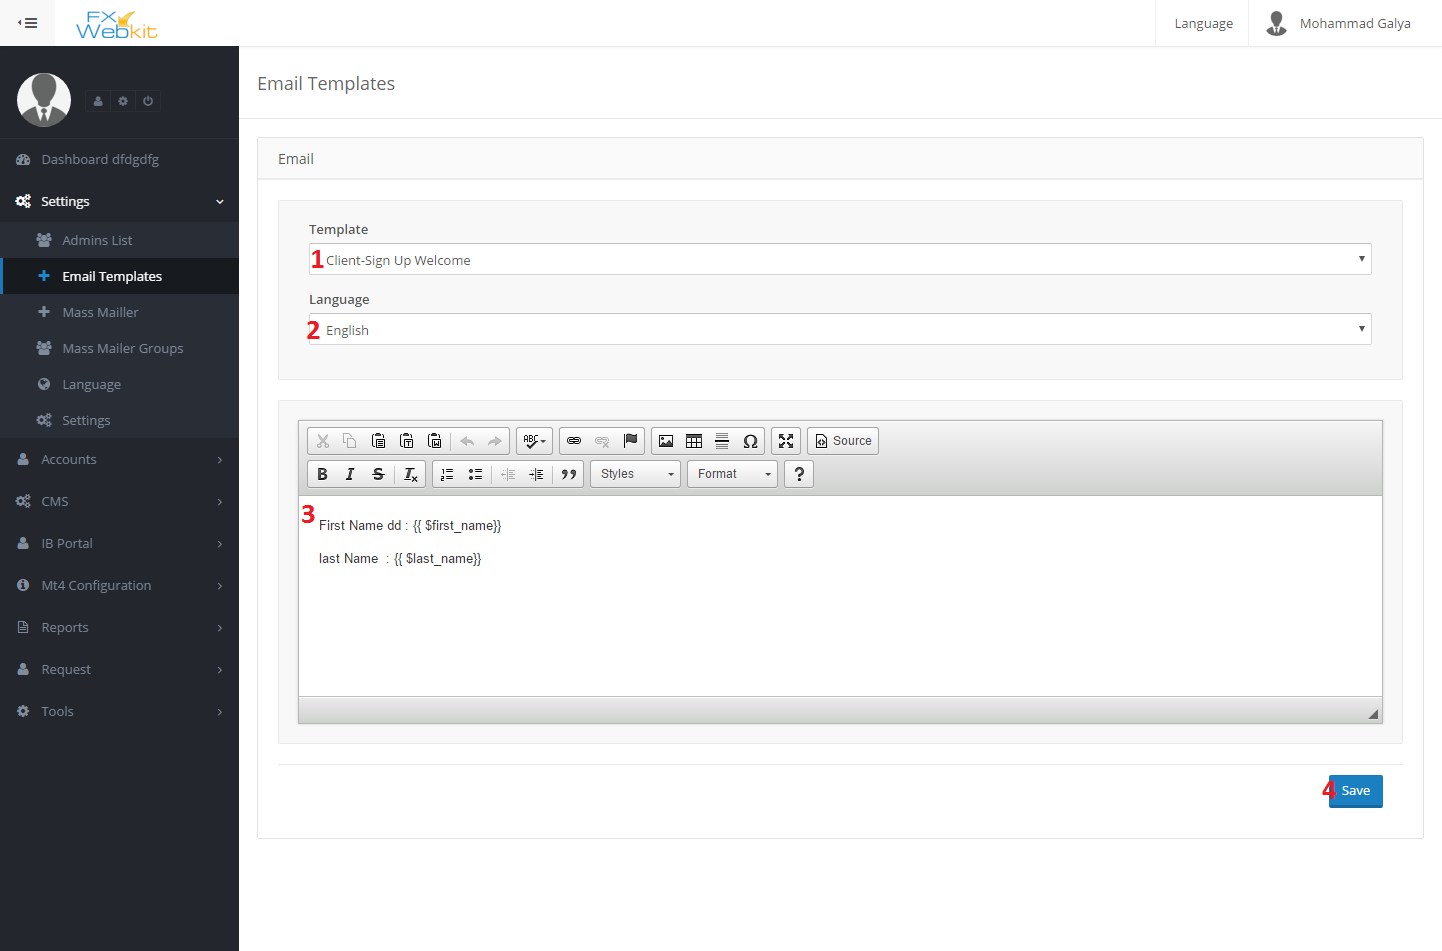 FX
Webkit
Language
Mohammad Galya
Email Templates
Dashboard dfdgdfg
Settings
Admins List
Email Templates
Mass Mailler
Mass Mailer Groups
Language
Settings
Accounts
CMS
IB Portal
Mt4 Configuration
Reports
Request
Tools
Email
Template
1 Client-Sign Up Welcome
Language
2 English
ABC
Ω
Source
B I S Ix
Styles
Format
?
3
First Name dd : {{ $first_name}}
last Name  : {{ $last_name}}
4 Save